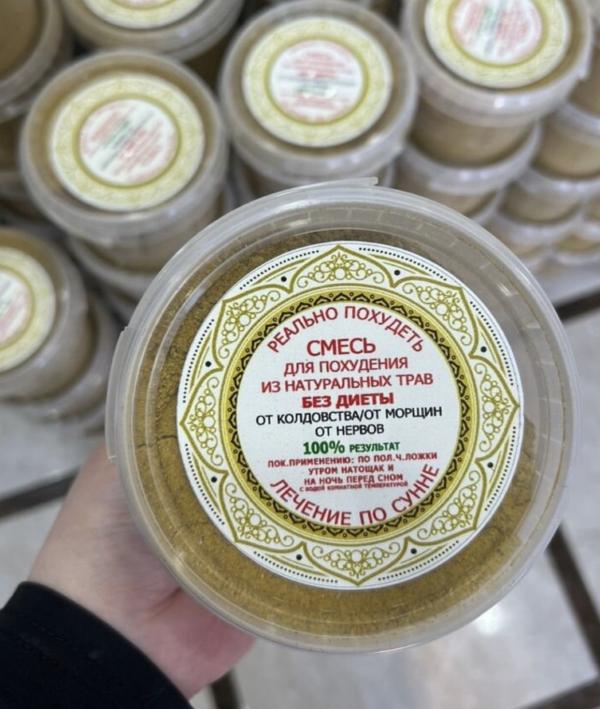 РЕАЛЬНО ПОХУДЕТЬ
СМЕСЬ
ДЛЯ ПОХУДЕНИЯ
ИЗ НАТУРАЛЬНЫХ ТРАВ
БЕЗ ДИЕТЫ
ОТ КОЛДОВСТВА/ОТ МОРЩИН
ОТ НЕРВОВ
100% РЕЗУЛЬТАТ
ПОК.ПРИМЕНЕНИЮ: ПО ПОЛ.Ч.ЛОЖКИ
УТРОМ НАТОЩАК И
НА НОЧЬ ПЕРЕД СНОМ
С ВОДОЙ КОМНАТНОЙ ТЕМПЕРАТУРОЙ
ЛЕЧЕНИЕ ПО СУННЕ